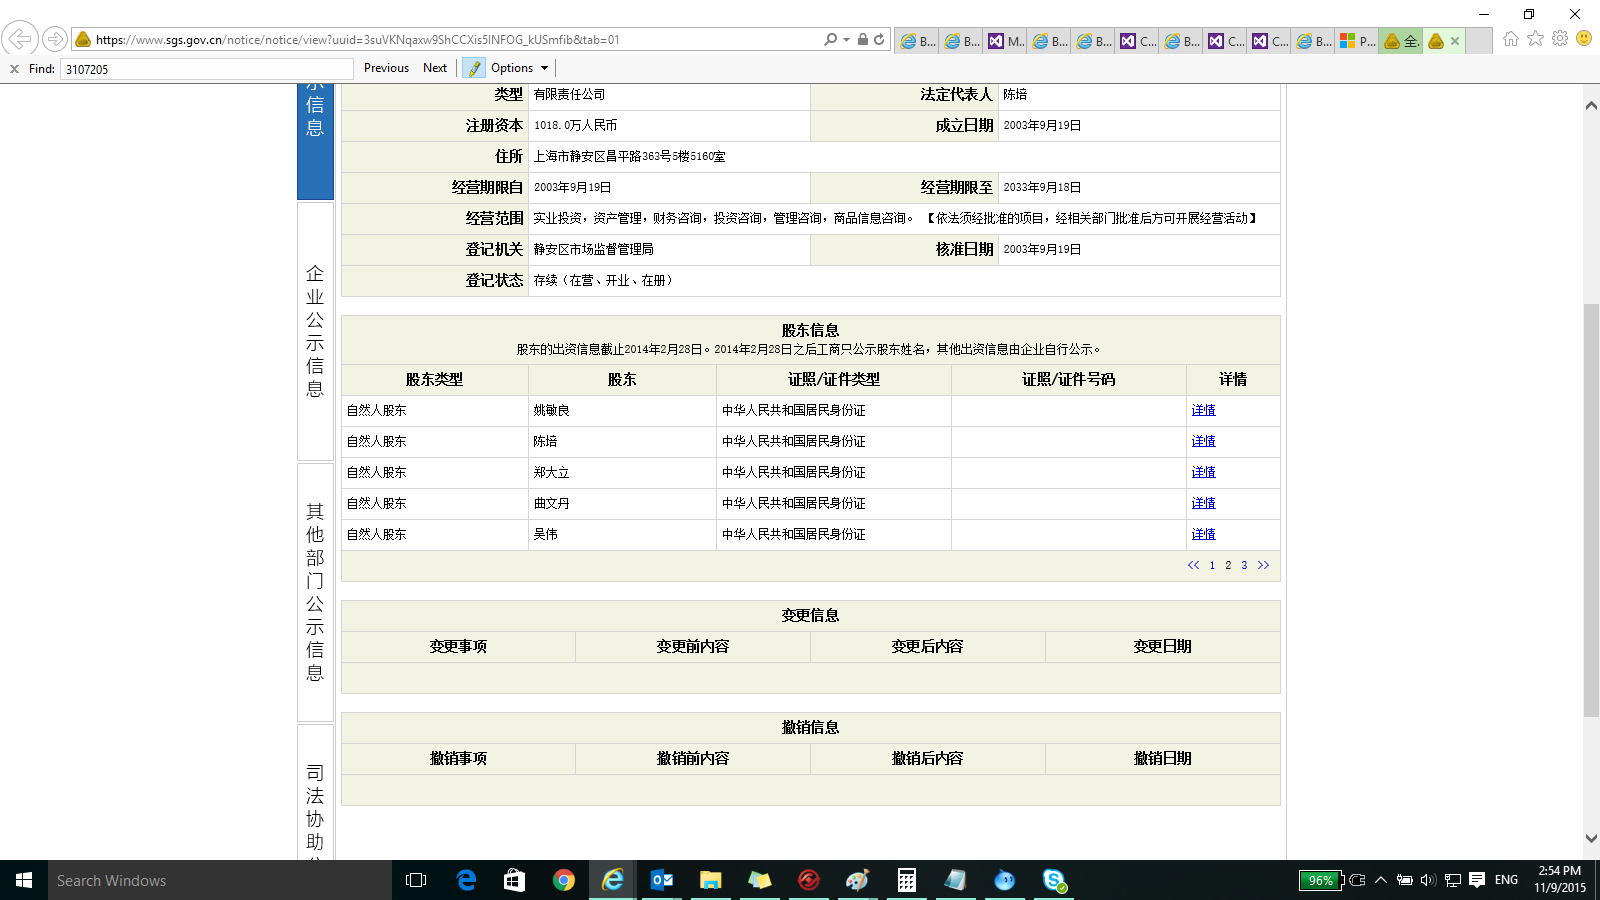 https://www.sgs.gov.cn/notice/notice/view?uuid=3suVKNqaxw9ShCCXis5lNFOG_kUSmfib&tab=01
B... B... M. B... B... C... B... C... C... B... P... 全.
Find: 3107205 Previous Next Options
示信息
类型 有限责任公司 法定代表人 陈培
注册资本 1018.0万人民币 成立日期 2003年9月19日
住所 上海市静安区昌平路363号5楼5160室
经营期限自 2003年9月19日 经营期限至 2033年9月18日
经营范围 实业投资，资产管理，财务咨询，投资咨询，管理咨询，商品信息咨询。 【依法须经批准的项目，经相关部门批准后方可开展经营活动】
登记机关 静安区市场监督管理局 核准日期 2003年9月19日
登记状态 存续（在营、开业、在册）
企业公示信息
股东信息
股东的出资信息截止2014年2月28日。2014年2月28日之后工商只公示股东姓名，其他出资信息由企业自行公示。
股东类型 股东 证照/证件类型 证照/证件号码 详情
自然人股东 姚敏良 中华人民共和国居民身份证 详情
自然人股东 陈培 中华人民共和国居民身份证 详情
自然人股东 郑大立 中华人民共和国居民身份证 详情
自然人股东 曲文丹 中华人民共和国居民身份证 详情
自然人股东 吴伟 中华人民共和国居民身份证 详情
<< 1 2 3 >>
其他部门公示信息
变更信息
变更事项 变更前内容 变更后内容 变更日期
撤销信息
撤销事项 撤销前内容 撤销后内容 撤销日期
司法协助
Search Windows
96% ENG
2:54 PM
11/9/2015